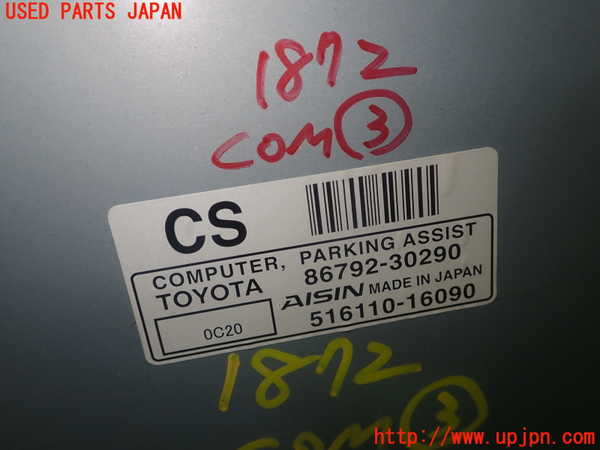 USED PARTS JAPAN
1872
COM③
CS
COMPUTER, PARKING ASSIST
TOYOTA 86792-30290
AISIN MADE IN JAPAN
0C20 516110-16090
1872
COM③
http://www.upjpn.com/